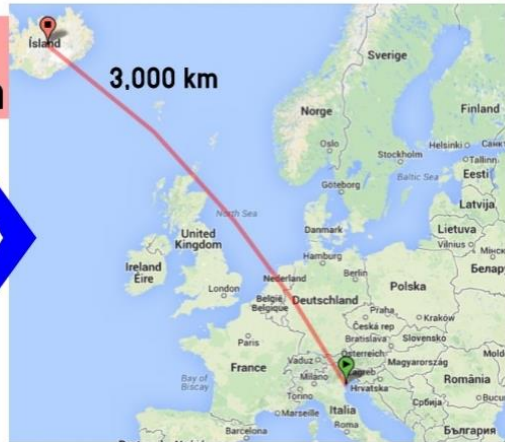 Ísland
3,000 km
Sverige
Norge
Finland
Oslo
Helsinki
Stockholm
Tallinn
Eesti
Göteborg
Baltic Sea
Latvija
North Sea
Danmark
Lietuva
United
Kingdom
Vilnius
Ireland
Éire
Hamburg
Nederland
Berlin
Polska
London
België
Belgique
Deutschland
Praha
Kraków
Česká rep
Paris
Bratislava
Slovensko
Vaduz
Österreich
France
Magyarország
Zagreb
Milano
Hrvatska
România
Bay of
Biscay
Torino
Србија
Marseille
Italia
Roma
Barcelona
България